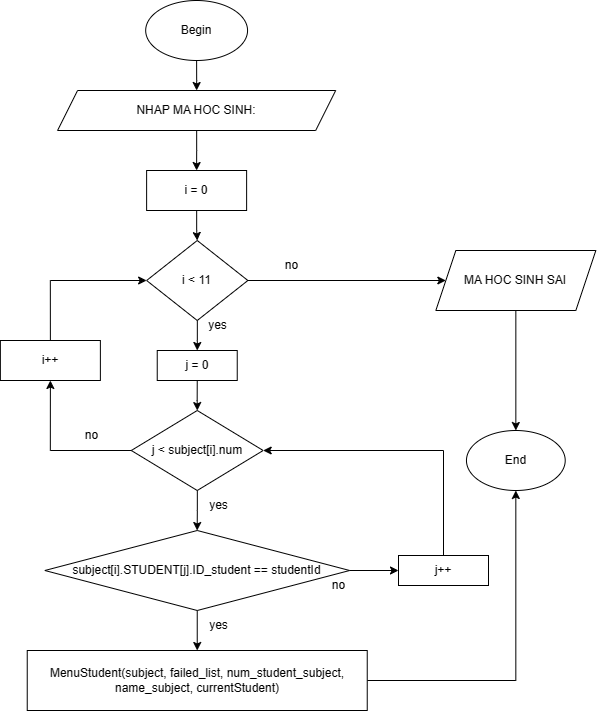 Begin
NHAP MA HOC SINH:
i = 0
i < 11
no
MA HOC SINH SAI
yes
i++
j = 0
no
j < subject[i].num
End
yes
subject[i].STUDENT[j].ID_student == studentId
no
j++
yes
MenuStudent(subject, failed_list, num_student_subject,
name_subject, currentStudent)